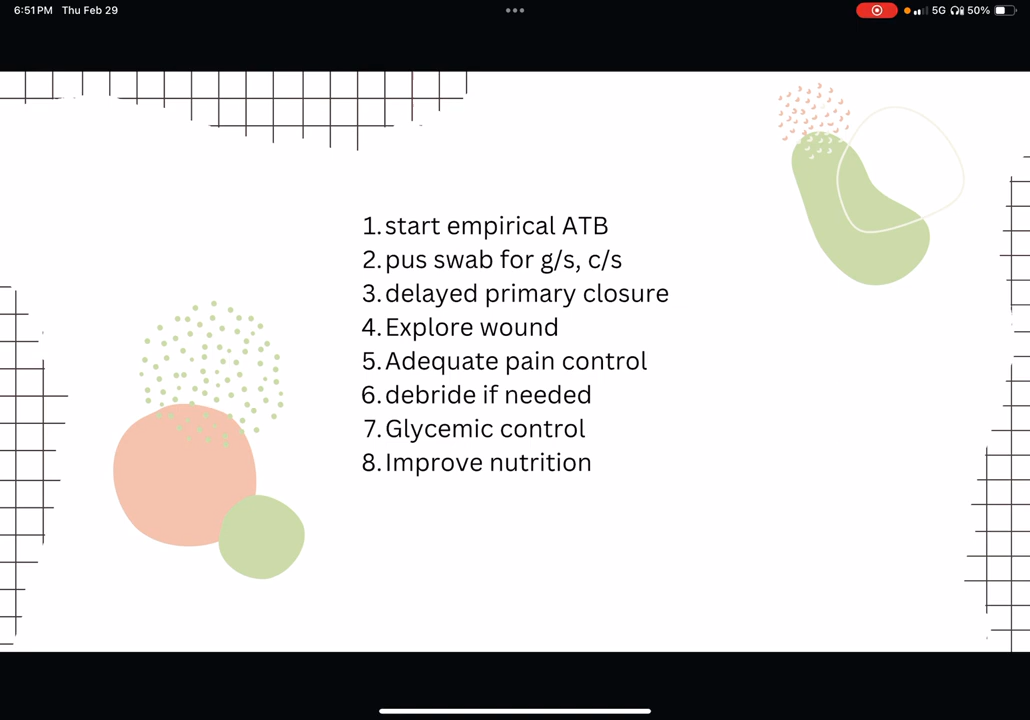 6:51 PM Thu Feb 29
5G 50%
1. start empirical ATB
2. pus swab for g/s, c/s
3. delayed primary closure
4. Explore wound
5. Adequate pain control
6. debride if needed
7. Glycemic control
8. Improve nutrition